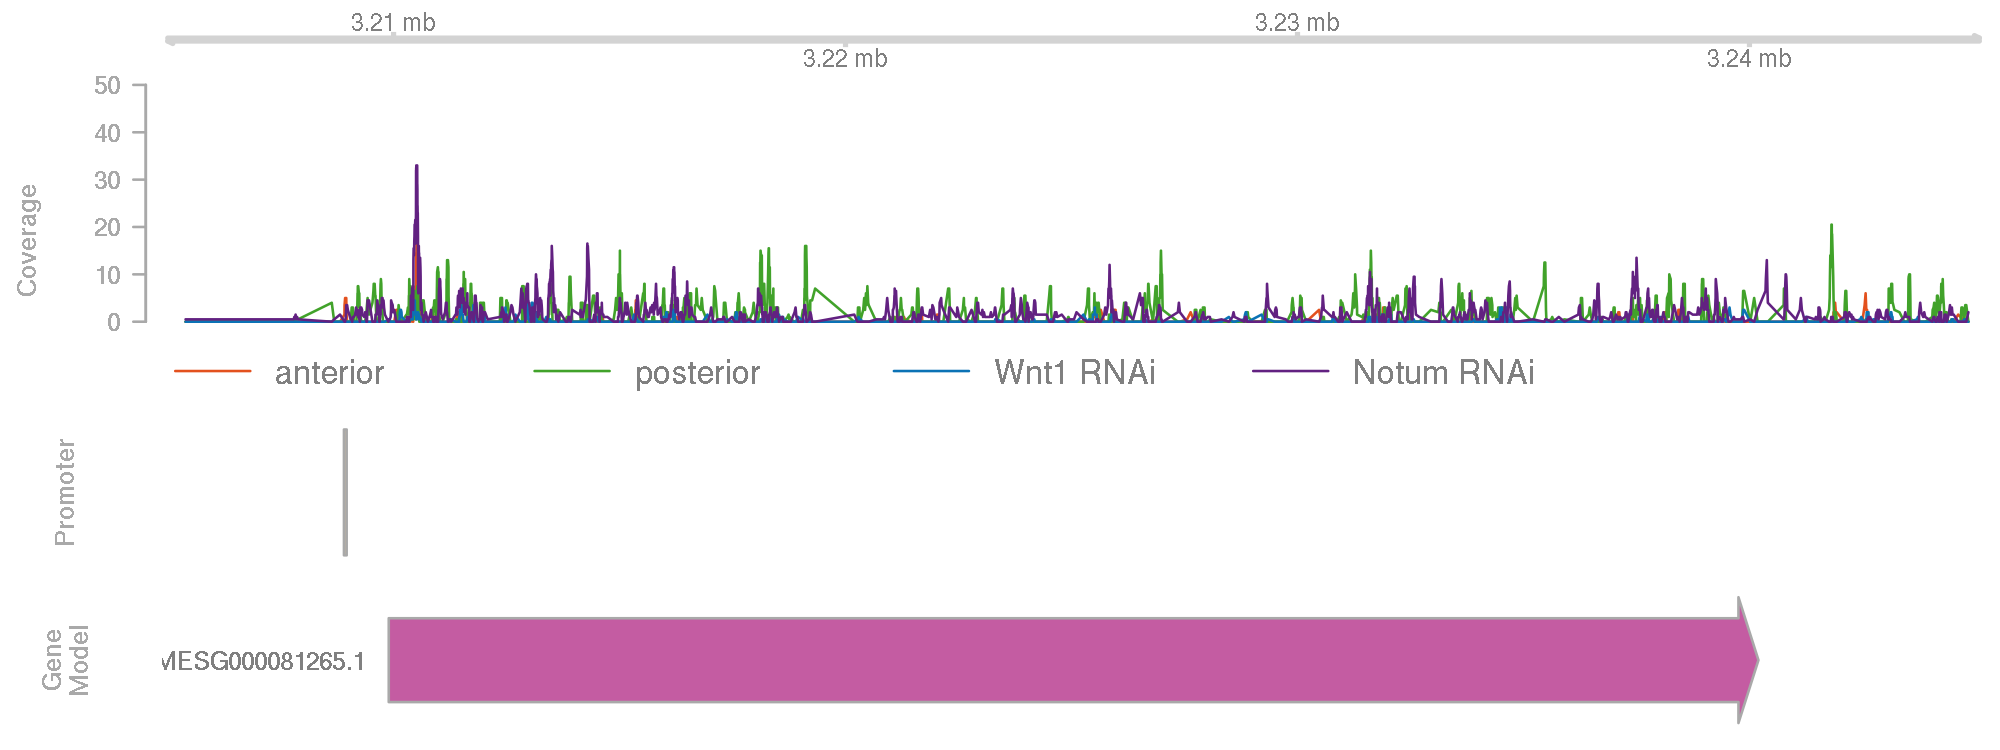 3.21 mb
3.23 mb
3.22 mb
3.24 mb
Coverage
50
40
30
20
10
0
anterior posterior Wnt1 RNAi Notum RNAi
Promoter
Gene
Model
MESG000081265.1